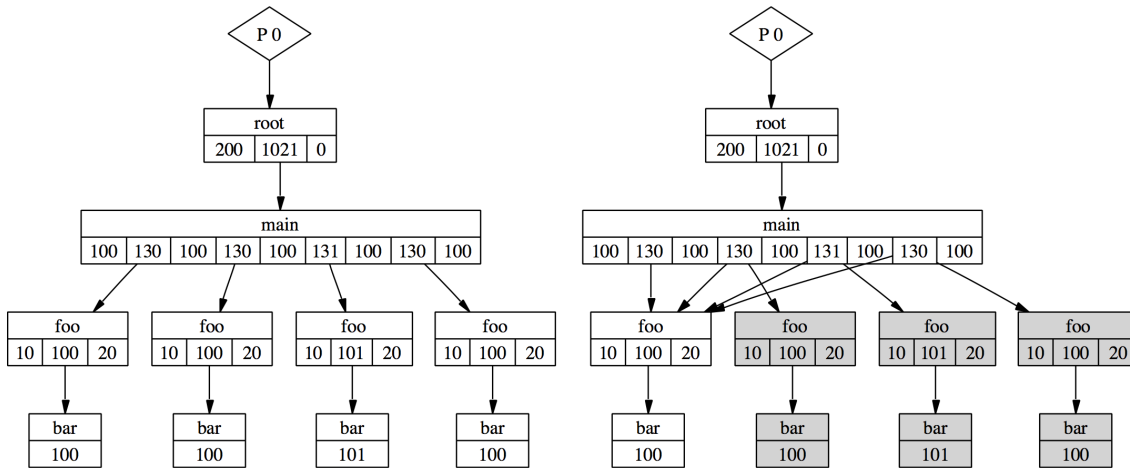 P 0 P 0
root root
200 1021 0 200 1021 0
main main
100 130 100 130 100 131 100 130 100 100 130 100 130 100 131 100 130 100
foo foo foo foo foo foo foo foo
10 100 20 10 100 20 10 101 20 10 100 20 10 100 20 10 100 20 10 101 20 10 100 20
bar bar bar bar bar bar bar bar
100 100 101 100 100 100 101 100